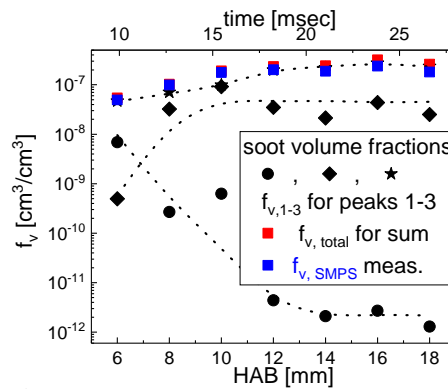 time [msec]
10 15 20 25
10⁻⁷
10⁻⁸
10⁻⁹
10⁻¹⁰
10⁻¹¹
10⁻¹²
f_v [cm³/cm³]
soot volume fractions
, ,
f_v,1-3 for peaks 1-3
f_v, total for sum
f_v, SMPS meas.
6 8 10 12 14 16 18
HAB [mm]